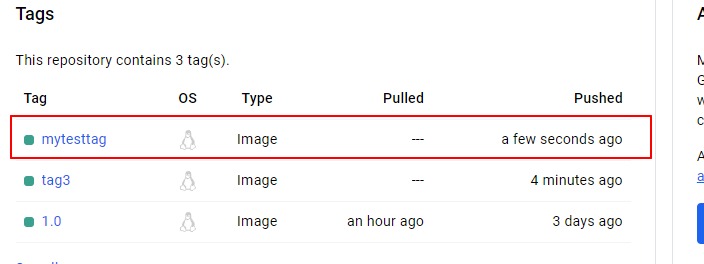 Tags
This repository contains 3 tag(s).
Tag OS Type Pulled Pushed
mytesttag Image --- a few seconds ago
tag3 Image --- 4 minutes ago
1.0 Image an hour ago 3 days ago